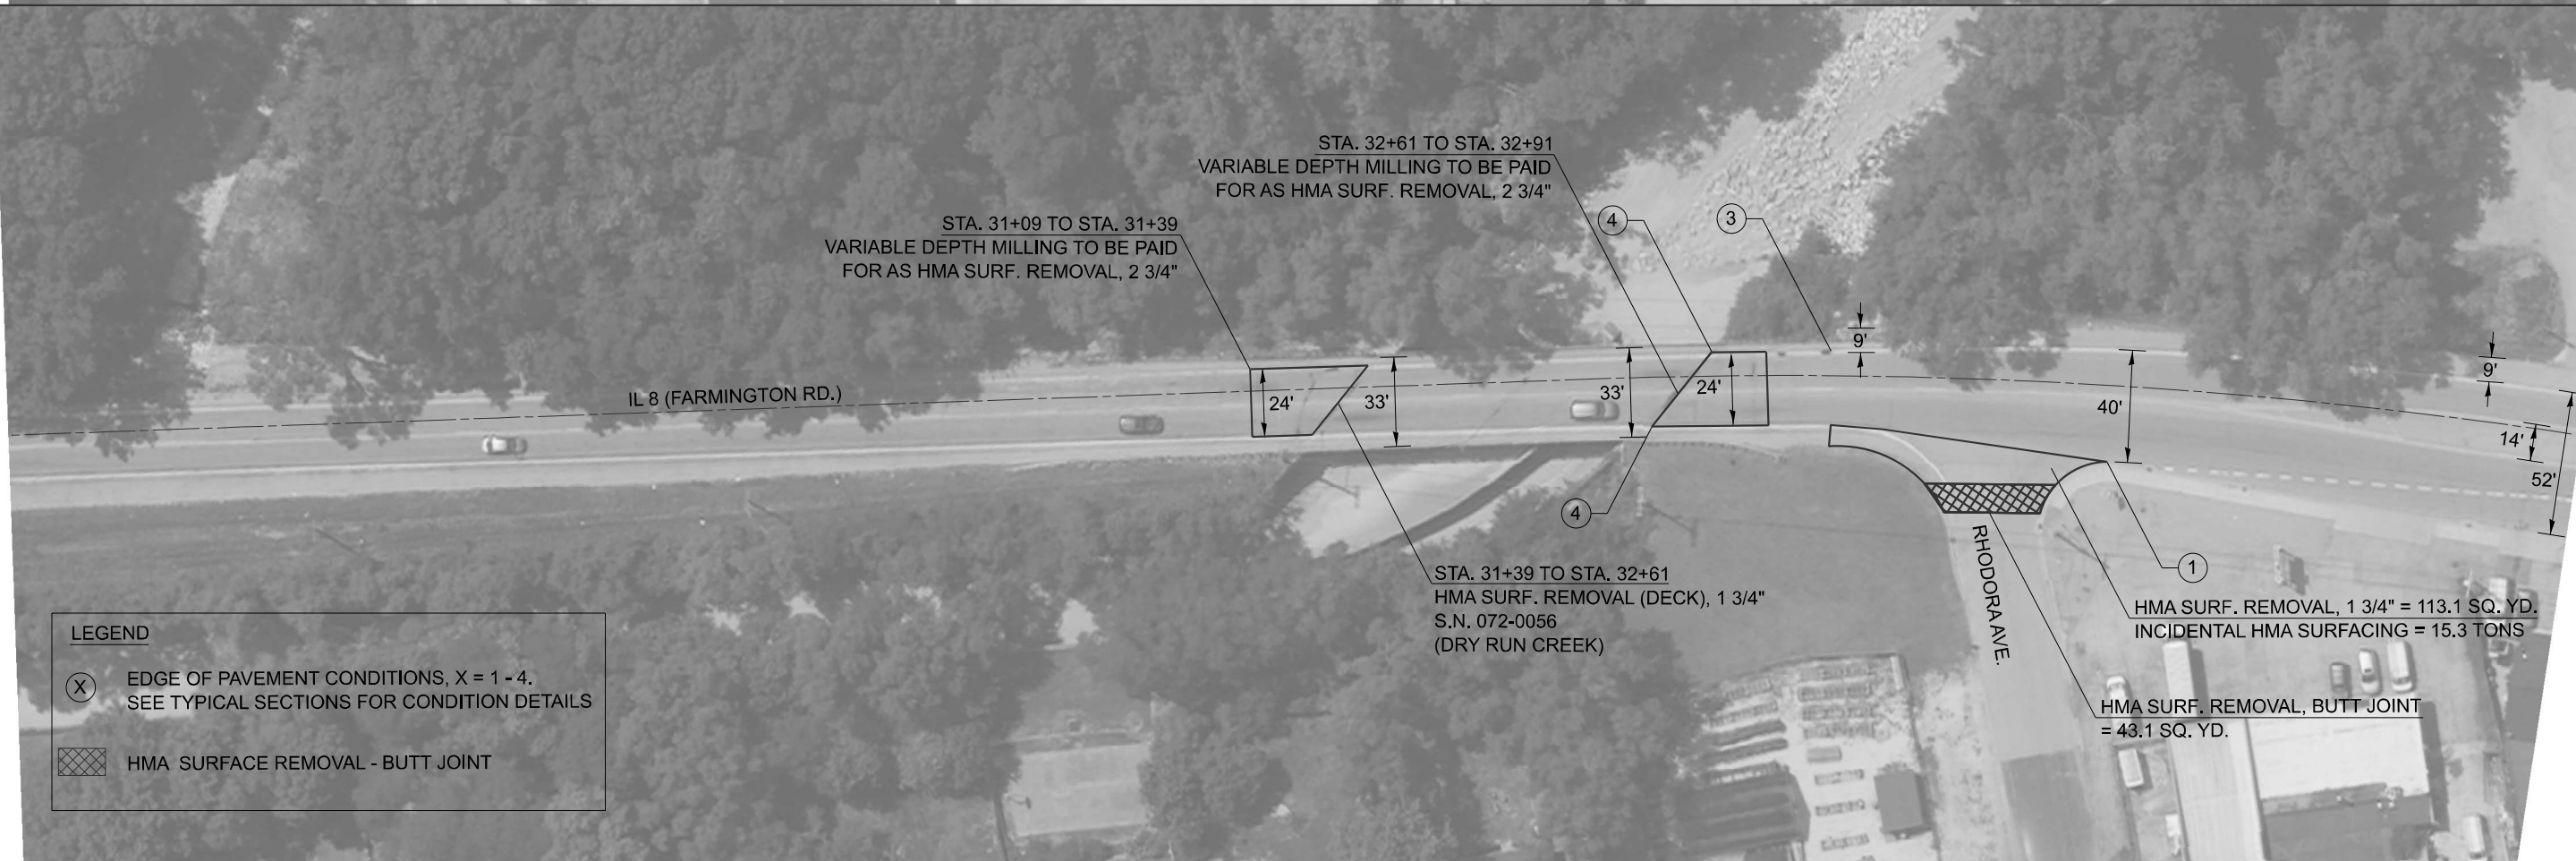 STA. 32+61 TO STA. 32+91
VARIABLE DEPTH MILLING TO BE PAID
FOR AS HMA SURF. REMOVAL, 2 3/4"
4
3
STA. 31+09 TO STA. 31+39
VARIABLE DEPTH MILLING TO BE PAID
FOR AS HMA SURF. REMOVAL, 2 3/4"
9'
9'
IL 8 (FARMINGTON RD.)
24'
33'
33'
24'
40'
14'
52'
4
STA. 31+39 TO STA. 32+61
HMA SURF. REMOVAL (DECK), 1 3/4"
S.N. 072-0056
(DRY RUN CREEK)
RHODORA AVE.
1
HMA SURF. REMOVAL, 1 3/4" = 113.1 SQ. YD.
INCIDENTAL HMA SURFACING = 15.3 TONS
HMA SURF. REMOVAL, BUTT JOINT
= 43.1 SQ. YD.
LEGEND
X
EDGE OF PAVEMENT CONDITIONS, X = 1 - 4.
SEE TYPICAL SECTIONS FOR CONDITION DETAILS
HMA SURFACE REMOVAL - BUTT JOINT